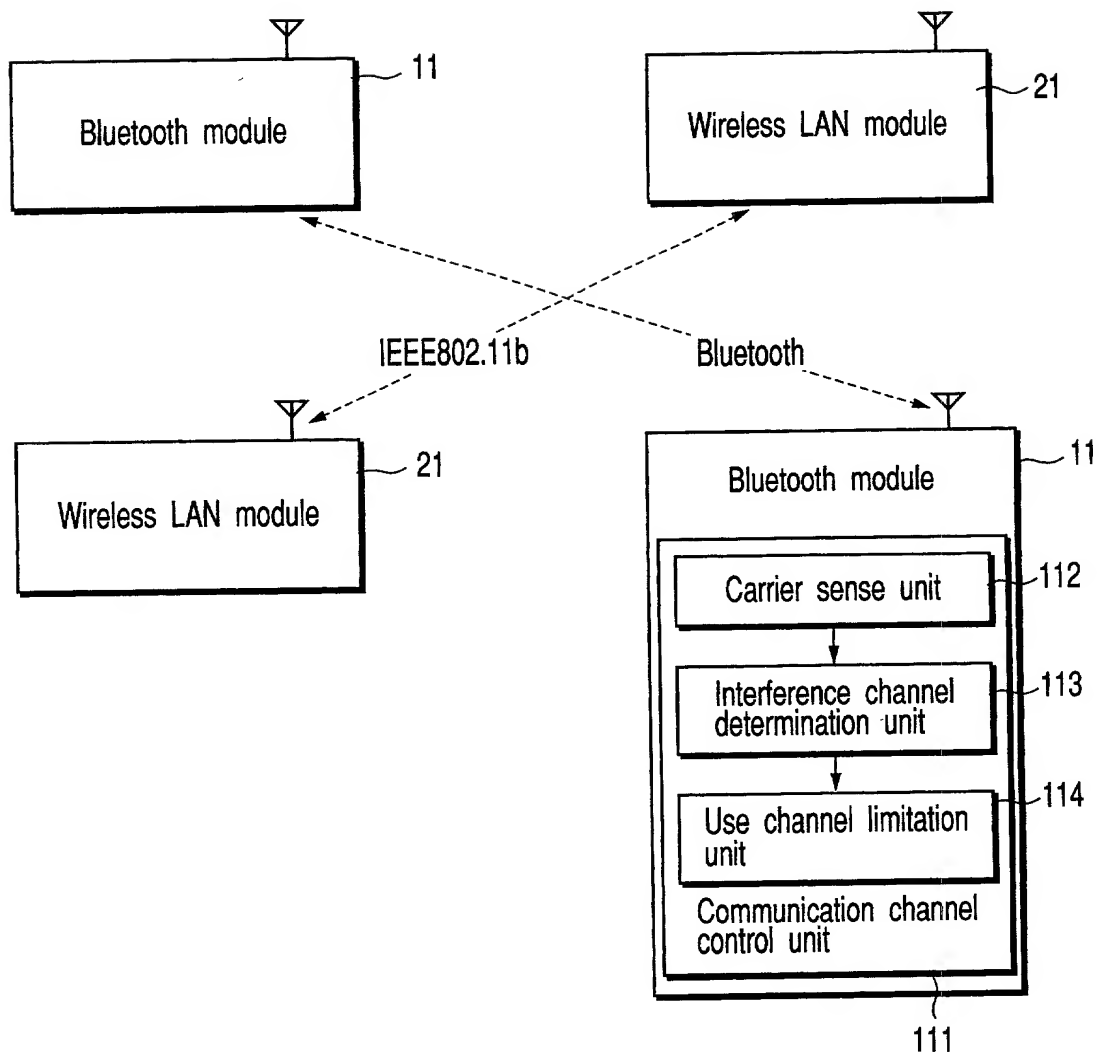 11
Bluetooth module
21
Wireless LAN module
IEEE802.11b
Bluetooth
21
Wireless LAN module
11
Bluetooth module
112
Carrier sense unit
113
Interference channel
determination unit
114
Use channel limitation
unit
Communication channel
control unit
111